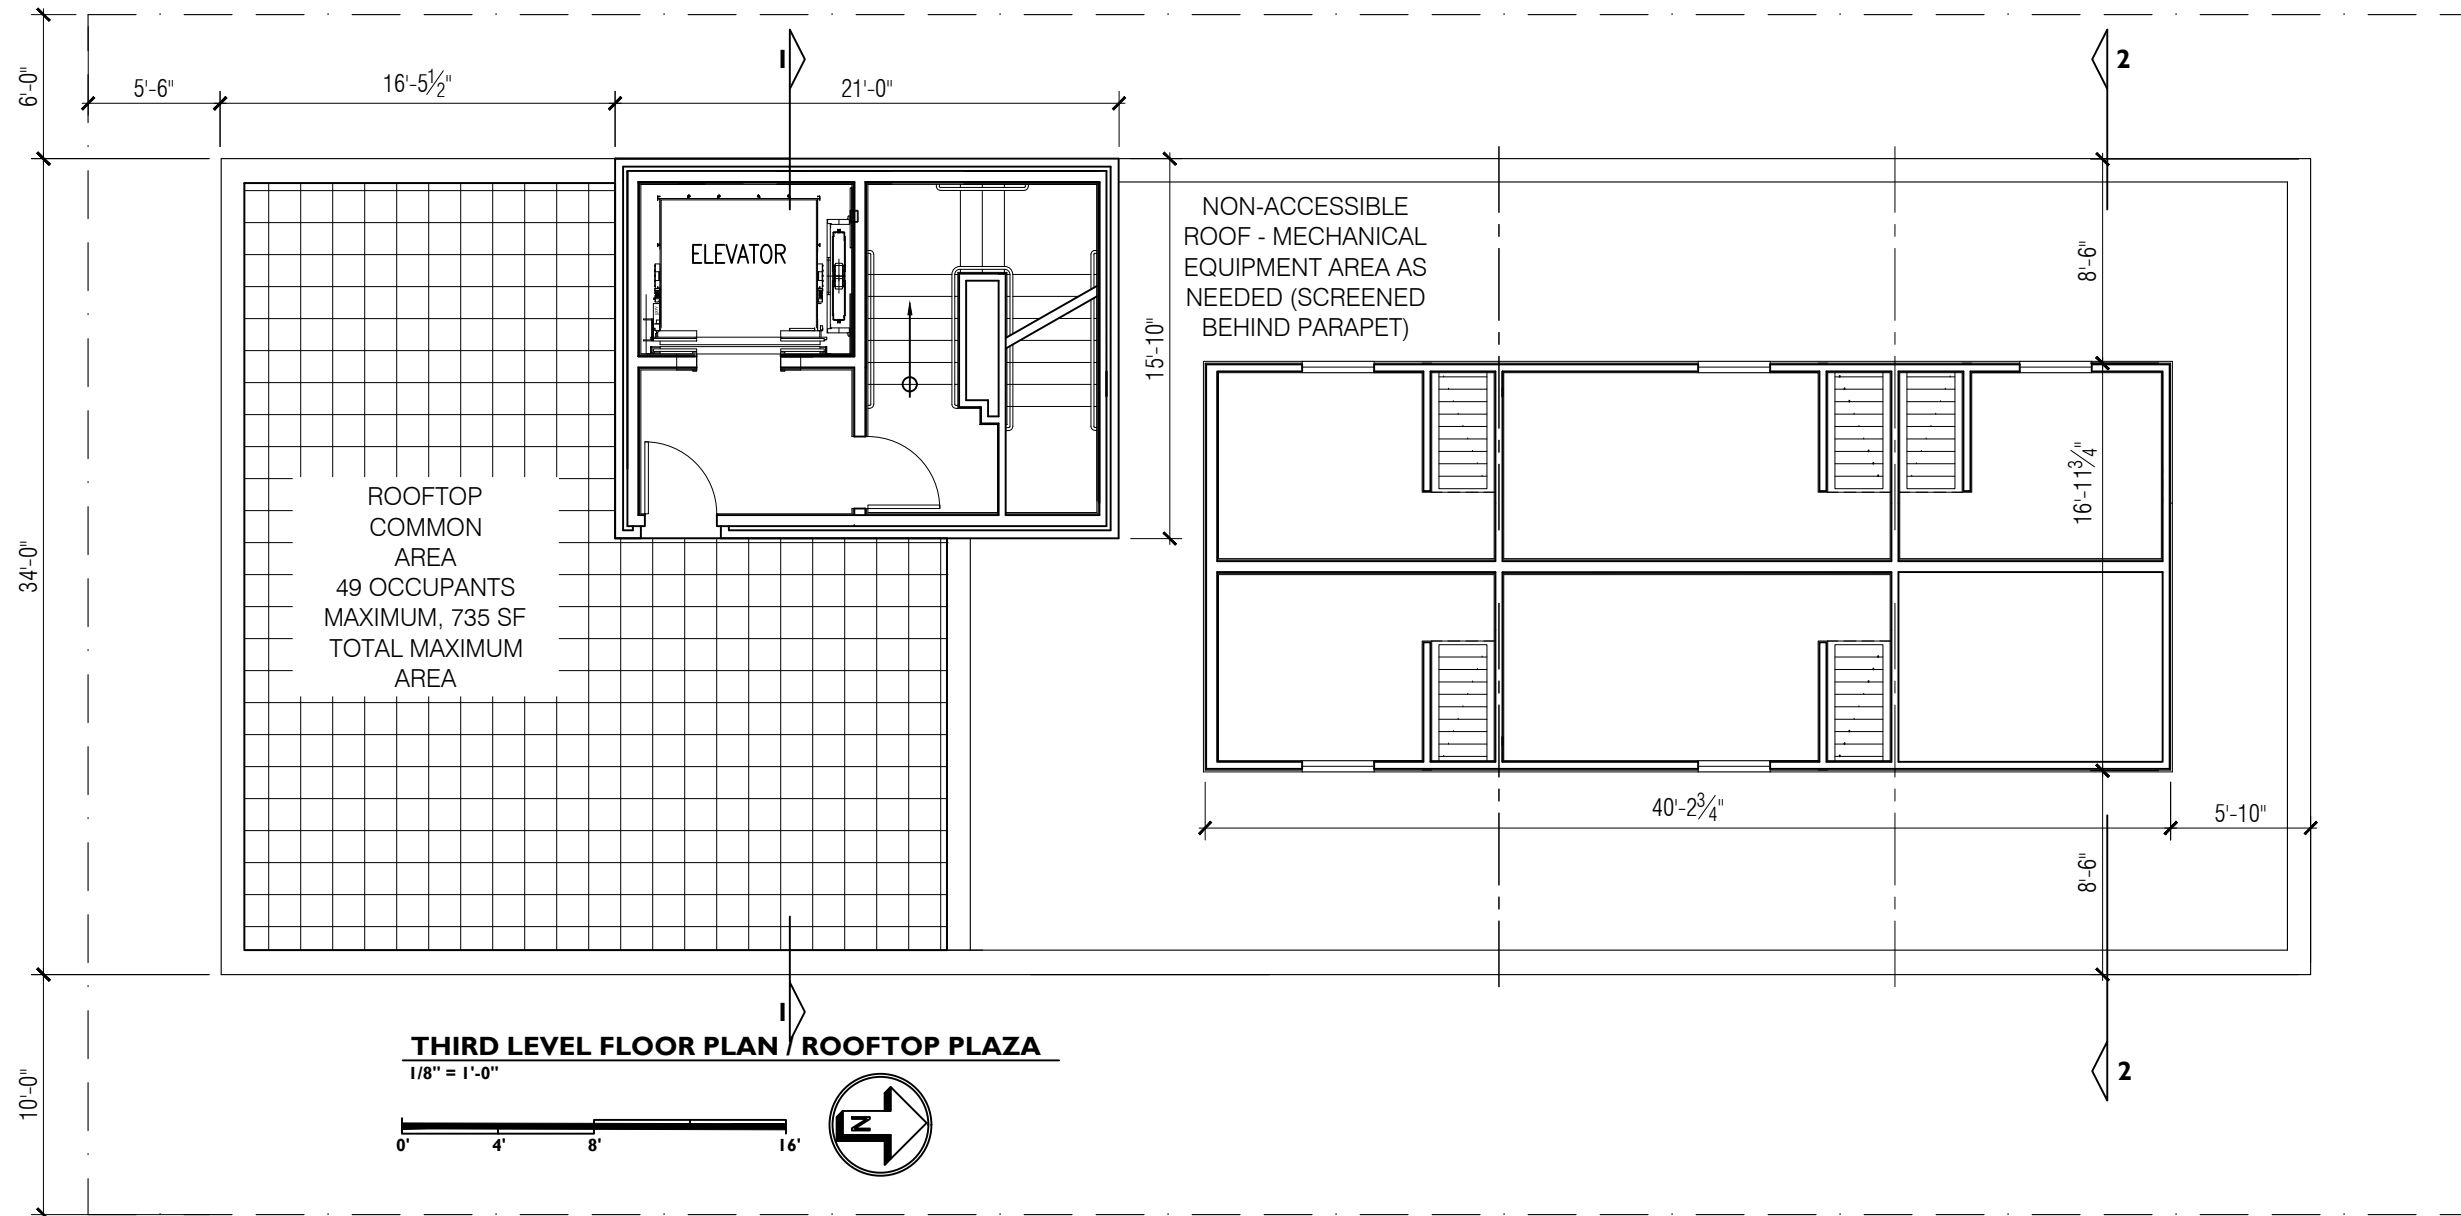 6'-0"
5'-6"
16'-5½"
1
21'-0"
2
ELEVATOR
NON-ACCESSIBLE
ROOF - MECHANICAL
EQUIPMENT AREA AS
NEEDED (SCREENED
BEHIND PARAPET)
8'-6"
15'-10"
16'-11¾"
34'-0"
ROOFTOP
COMMON
AREA
49 OCCUPANTS
MAXIMUM, 735 SF
TOTAL MAXIMUM
AREA
40'-2¾"
5'-10"
8'-6"
1
THIRD LEVEL FLOOR PLAN / ROOFTOP PLAZA
1/8" = 1'-0"
2
10'-0"
N
0' 4' 8' 16'